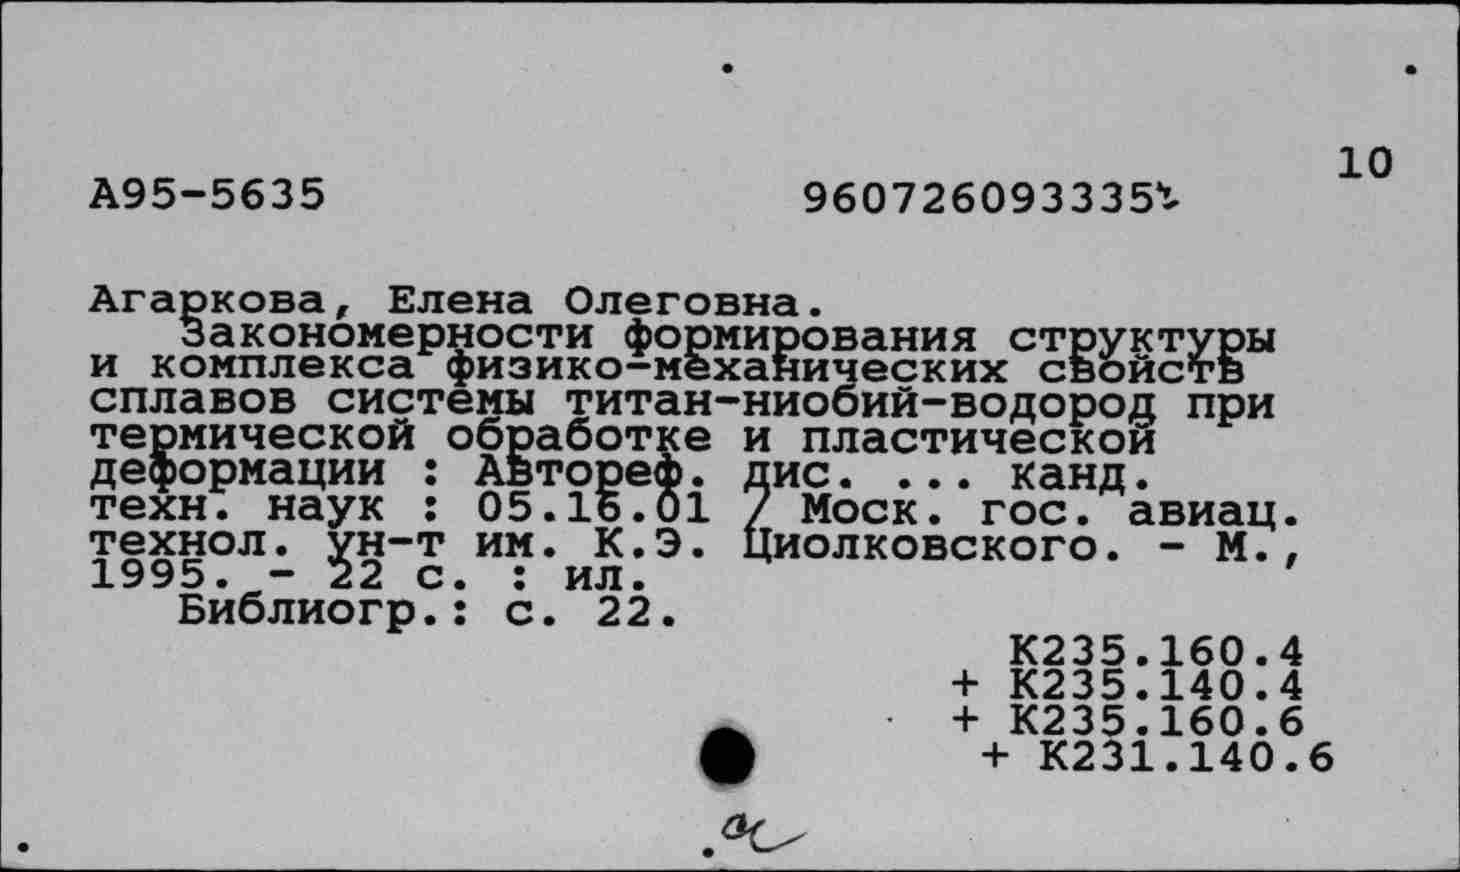 10
А95-5635 9607260933335
Агаркова, Елена Олеговна.
Закономерности формирования структуры
и комплекса физико-механических свойств
сплавов системы титан-ниобий-водород при
термической обработке и пластической
деформации : Автореф. дис. ... канд.
техн. наук : 05.16.01 / Моск. гос. авиац.
технол. ун-т им. К.Э. Циолковского. - М.,
1995. - 22 с. : ил.
Библиогр.: с. 22.
К235.160.4
+ К235.140.4
+ К235.160.6
+ К231.140.6